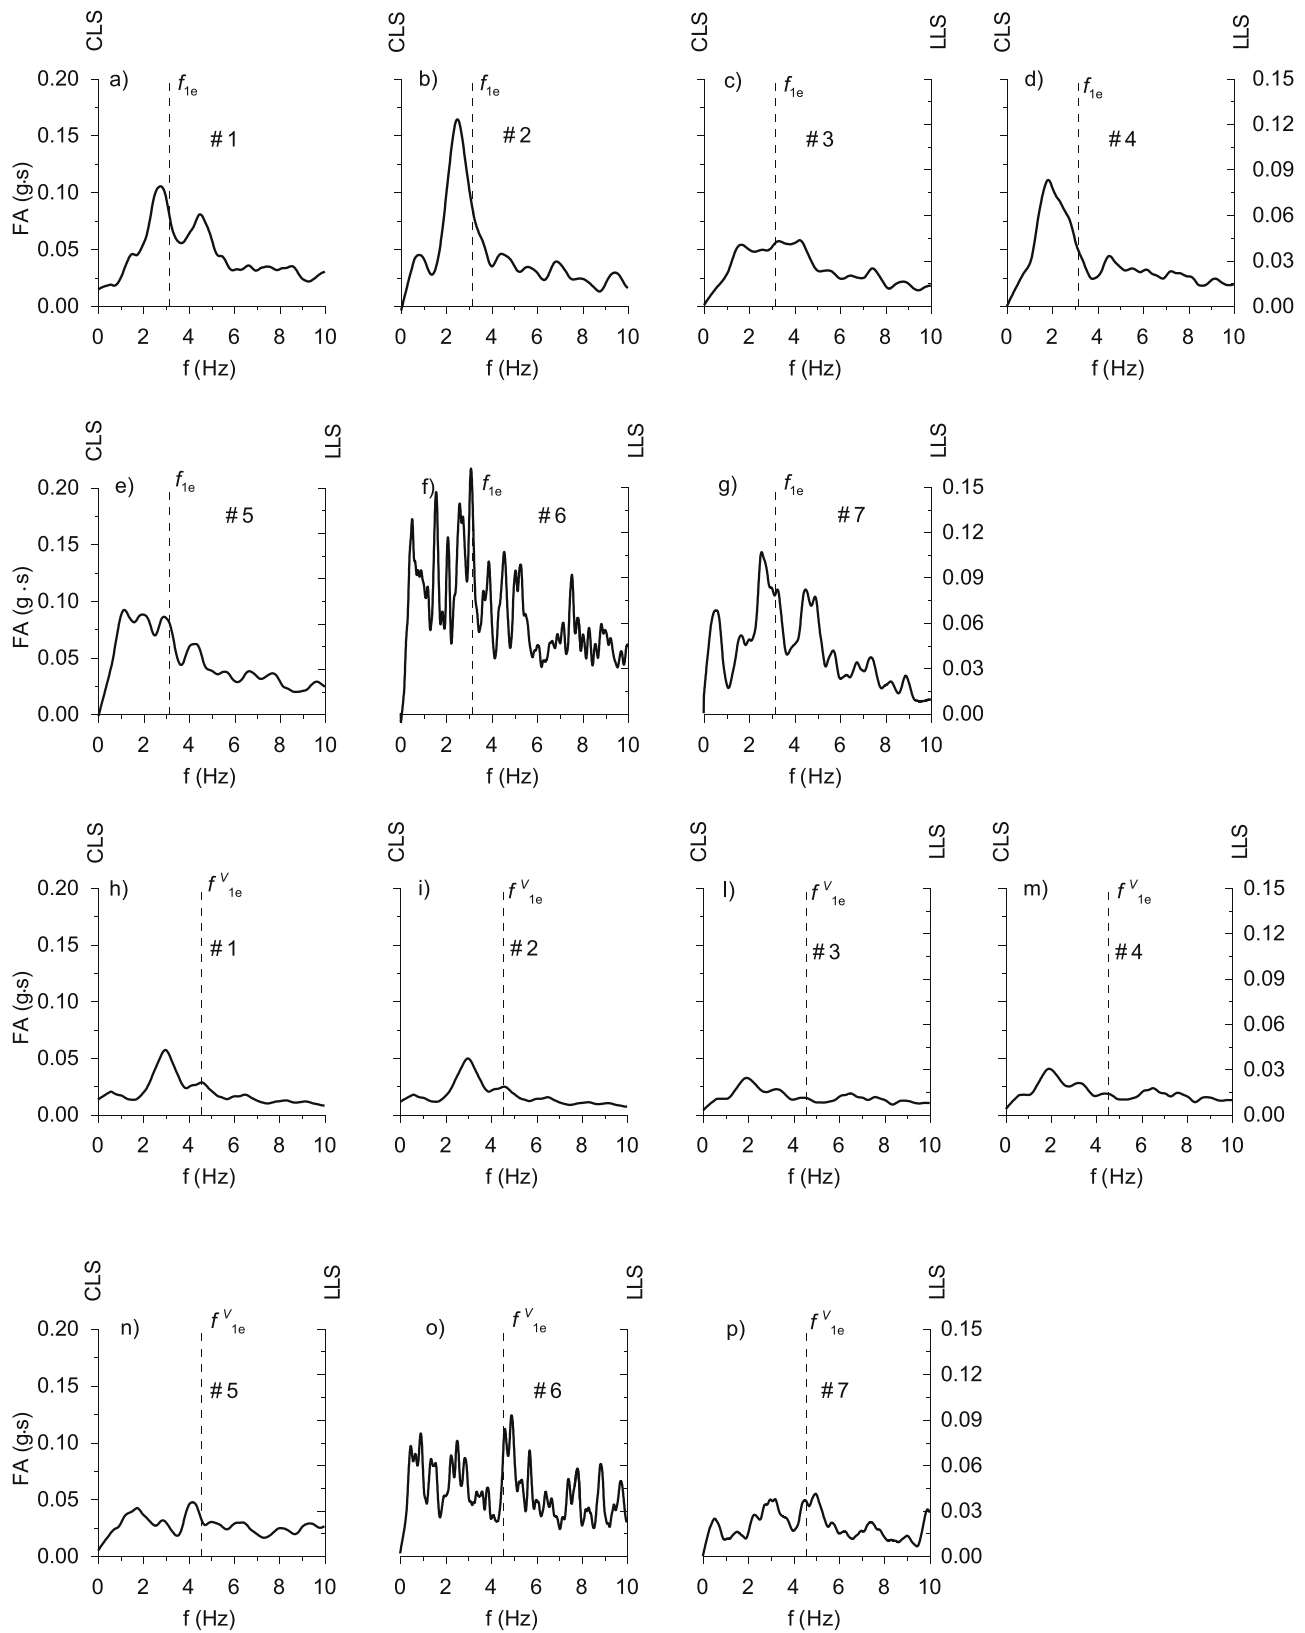 CLS CLS CLS LLS CLS LLS
a) f1e b) f1e c) f1e d) f1e
#1 #2 #3 #4
FA (g·s)
0.20 0.15 0.10 0.05 0.00
0.15 0.12 0.09 0.06 0.03 0.00
0 2 4 6 8 10 0 2 4 6 8 10 0 2 4 6 8 10 0 2 4 6 8 10
f (Hz) f (Hz) f (Hz) f (Hz)
CLS LLS LLS LLS
e) f1e f) f1e g) f1e
#5 #6 #7
FA (g·s)
0.20 0.15 0.10 0.05 0.00
0.15 0.12 0.09 0.06 0.03 0.00
0 2 4 6 8 10 0 2 4 6 8 10 0 2 4 6 8 10
f (Hz) f (Hz) f (Hz)
CLS CLS CLS LLS CLS LLS
h) f V 1e i) f V 1e l) f V 1e m) f V 1e
#1 #2 #3 #4
FA (g·s)
0.20 0.15 0.10 0.05 0.00
0.15 0.12 0.09 0.06 0.03 0.00
0 2 4 6 8 10 0 2 4 6 8 10 0 2 4 6 8 10 0 2 4 6 8 10
f (Hz) f (Hz) f (Hz) f (Hz)
CLS LLS LLS LLS
n) f V 1e o) f V 1e p) f V 1e
#5 #6 #7
FA (g·s)
0.20 0.15 0.10 0.05 0.00
0.15 0.12 0.09 0.06 0.03 0.00
0 2 4 6 8 10 0 2 4 6 8 10 0 2 4 6 8 10
f (Hz) f (Hz) f (Hz)